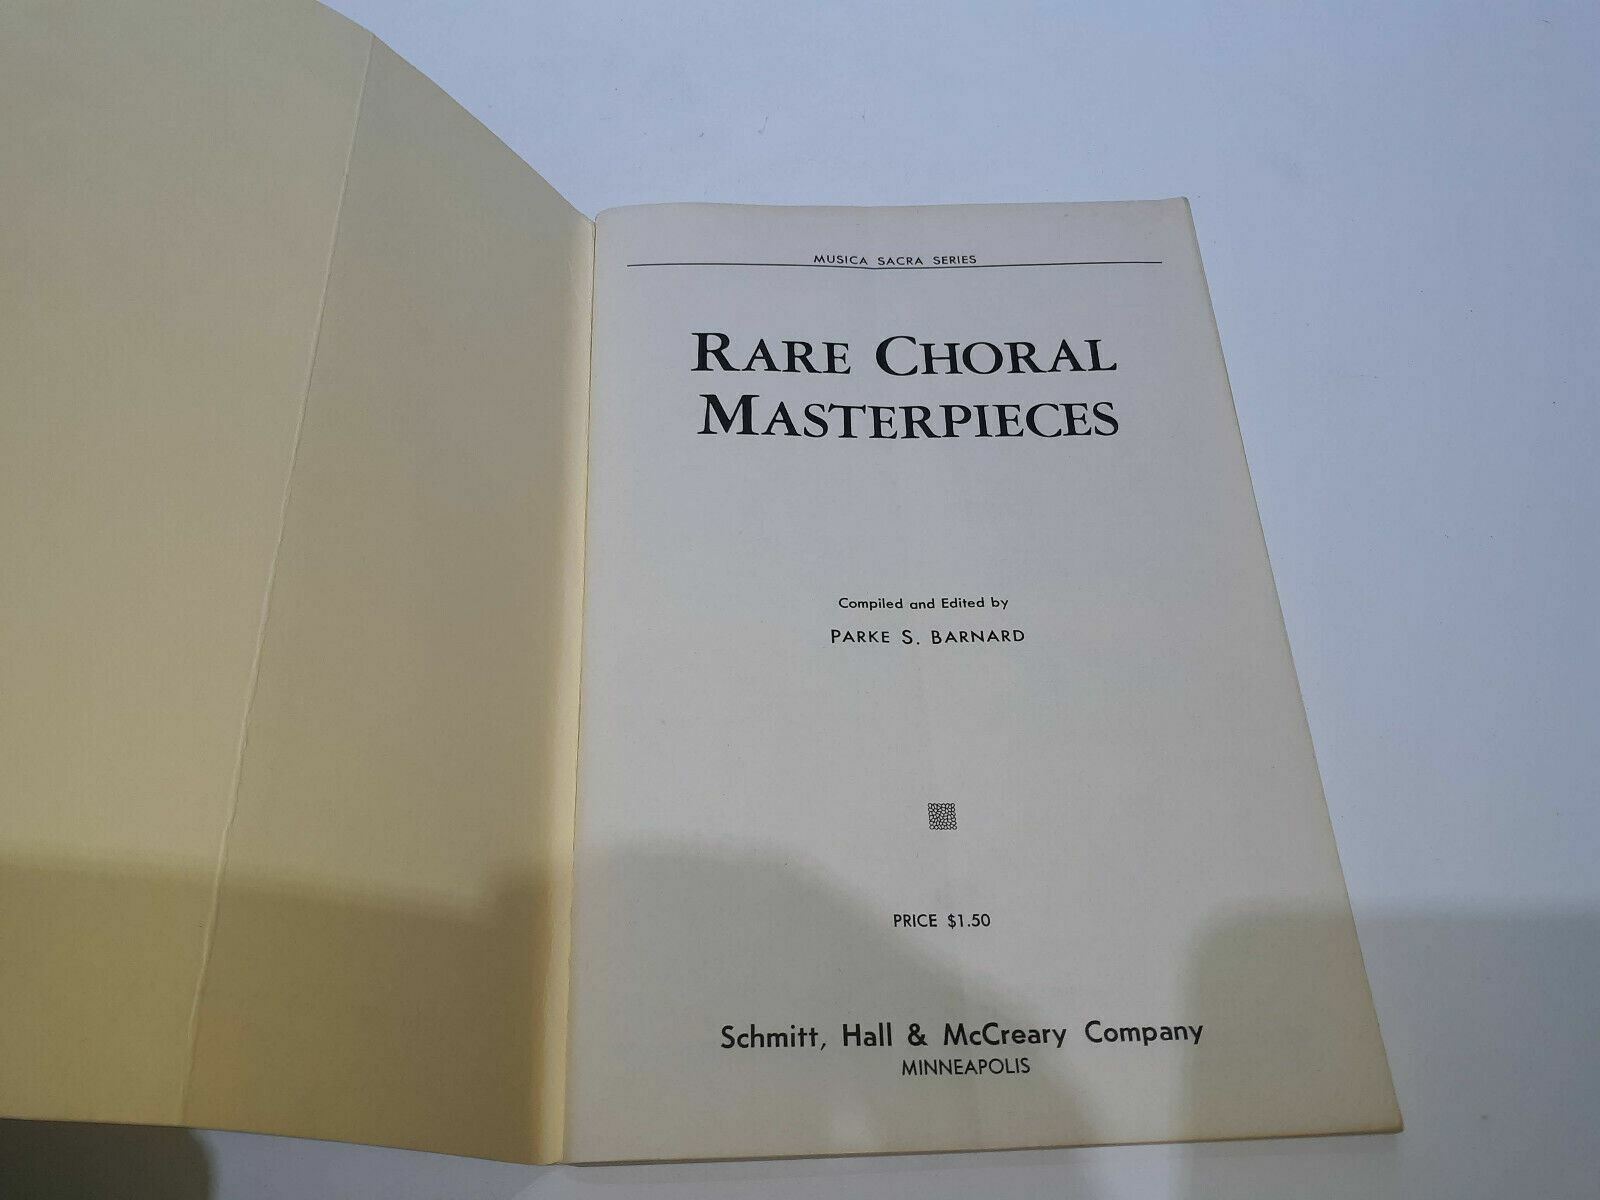 MUSICA SACRA SERIES
RARE CHORAL
MASTERPIECES
Compiled and Edited by
PARKE S. BARNARD
PRICE $1.50
Schmitt, Hall & McCreary Company
MINNEAPOLIS